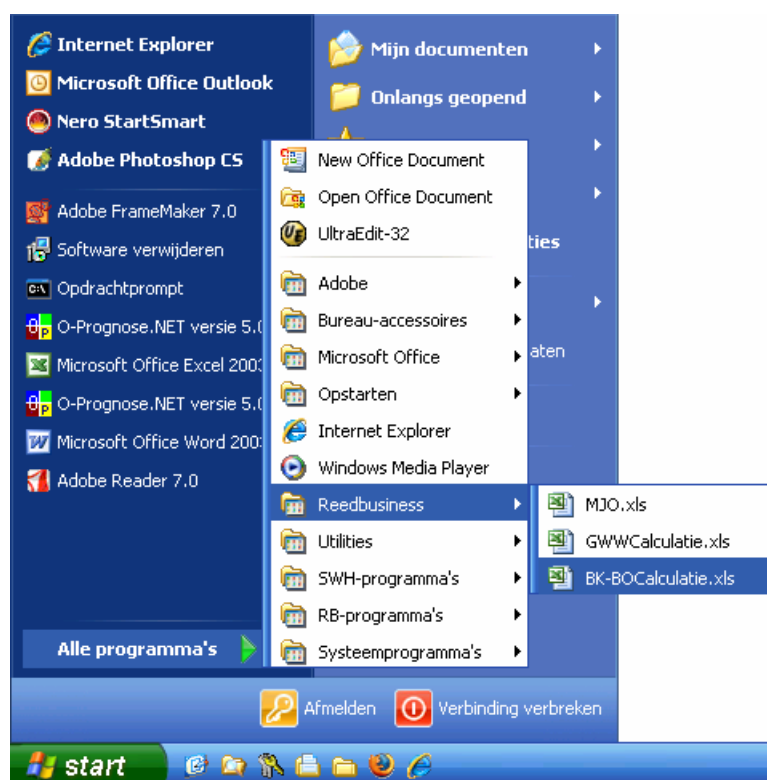 Internet Explorer
Microsoft Office Outlook
Nero StartSmart
Adobe Photoshop CS
Adobe FrameMaker 7.0
Software verwijderen
Opdrachtprompt
O-Prognose.NET versie 5.0
Microsoft Office Excel 2003
O-Prognose.NET versie 5.0
Microsoft Office Word 200
Adobe Reader 7.0
Alle programma's
Mijn documenten
Onlangs geopend
ties
aten
New Office Document
Open Office Document
UltraEdit-32
Adobe
Bureau-accessoires
Microsoft Office
Opstarten
Internet Explorer
Windows Media Player
Reedbusiness
Utilities
SWH-programma's
RB-programma's
Systeemprogramma's
MJO.xls
GWWCalculatie.xls
BK-BOCalculatie.xls
Afmelden
Verbinding verbreken
start